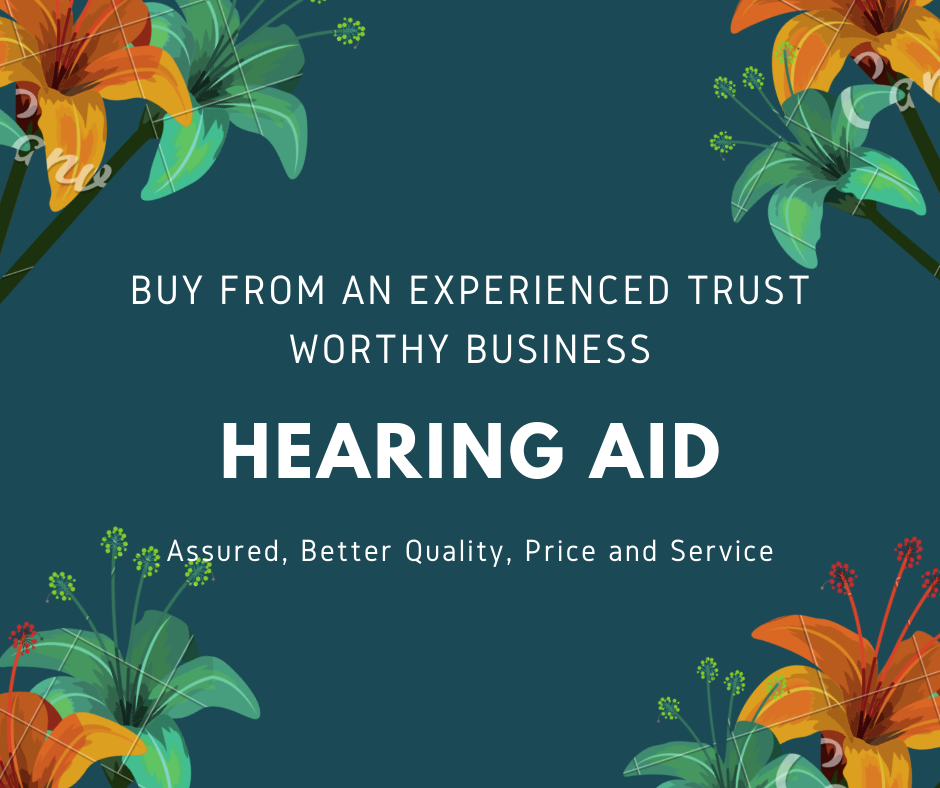 BUY FROM AN EXPERIENCED TRUST
WORTHY BUSINESS
HEARING AID
Assured, Better Quality, Price and Service